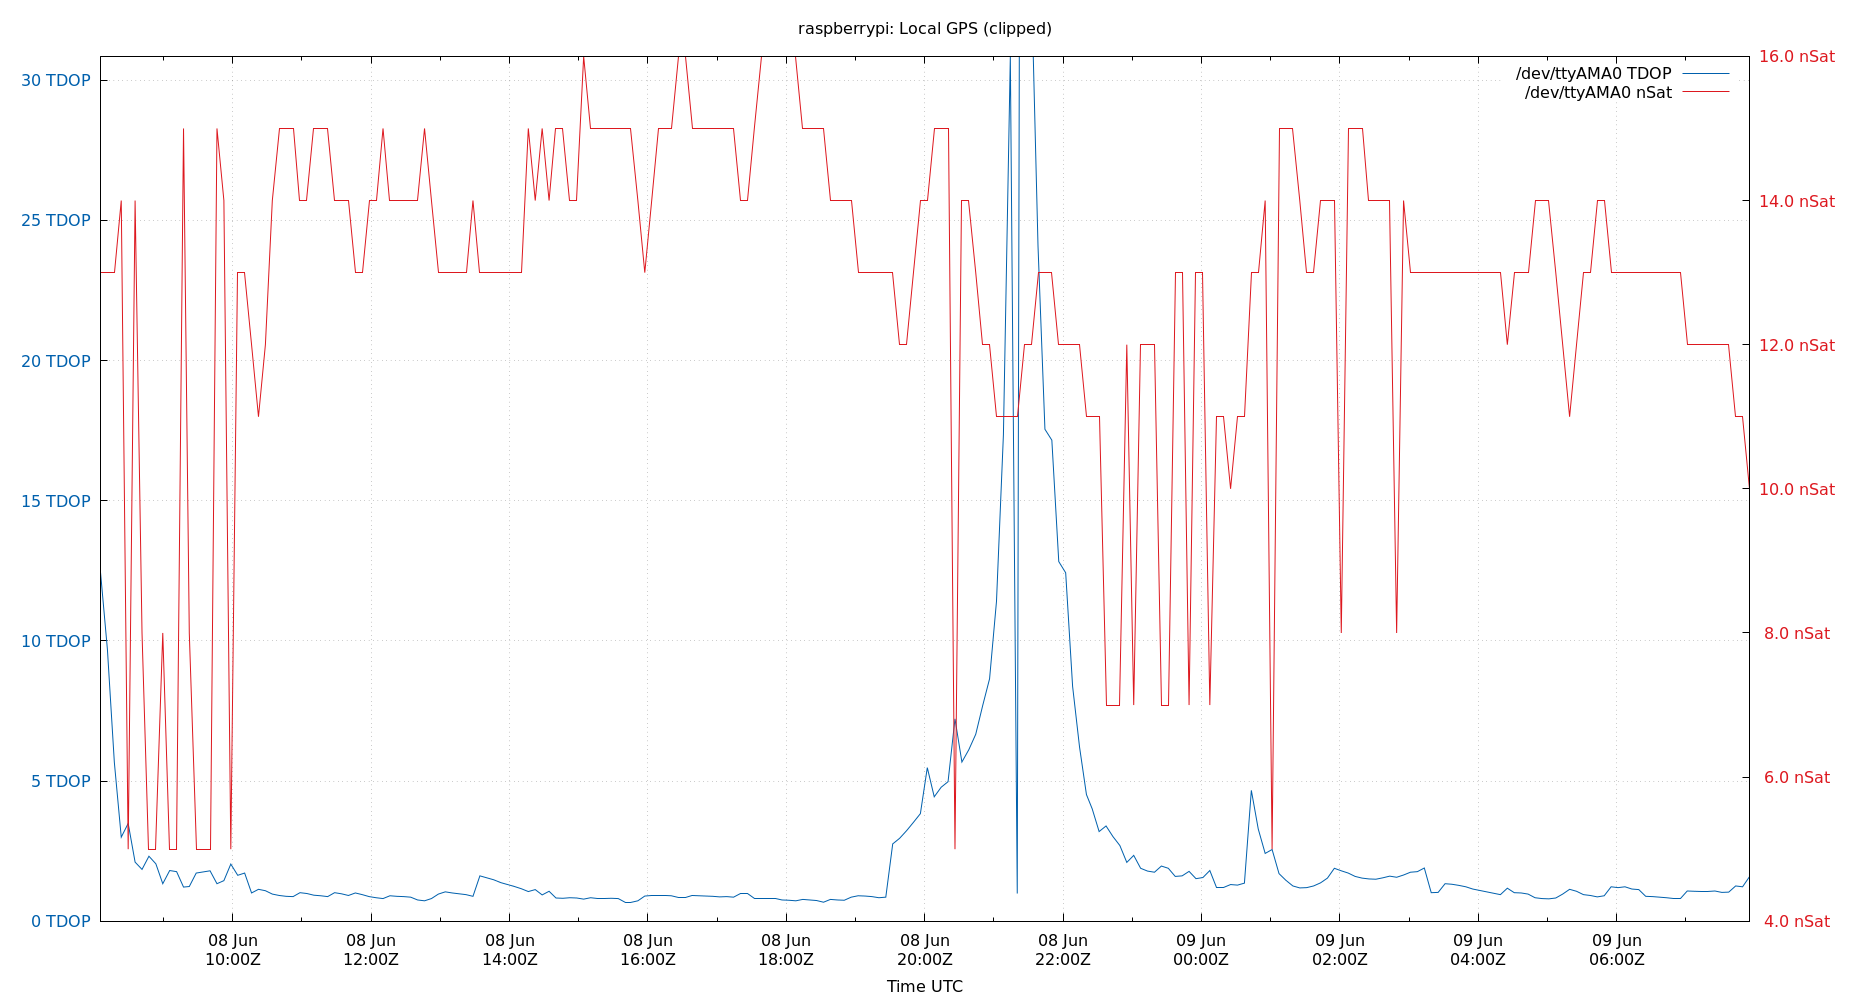 raspberrypi: Local GPS (clipped)
/dev/ttyAMA0 TDOP
/dev/ttyAMA0 nSat
30 TDOP
25 TDOP
20 TDOP
15 TDOP
10 TDOP
5 TDOP
0 TDOP
16.0 nSat
14.0 nSat
12.0 nSat
10.0 nSat
8.0 nSat
6.0 nSat
4.0 nSat
08 Jun
10:00Z
08 Jun
12:00Z
08 Jun
14:00Z
08 Jun
16:00Z
08 Jun
18:00Z
08 Jun
20:00Z
08 Jun
22:00Z
09 Jun
00:00Z
09 Jun
02:00Z
09 Jun
04:00Z
09 Jun
06:00Z
Time UTC